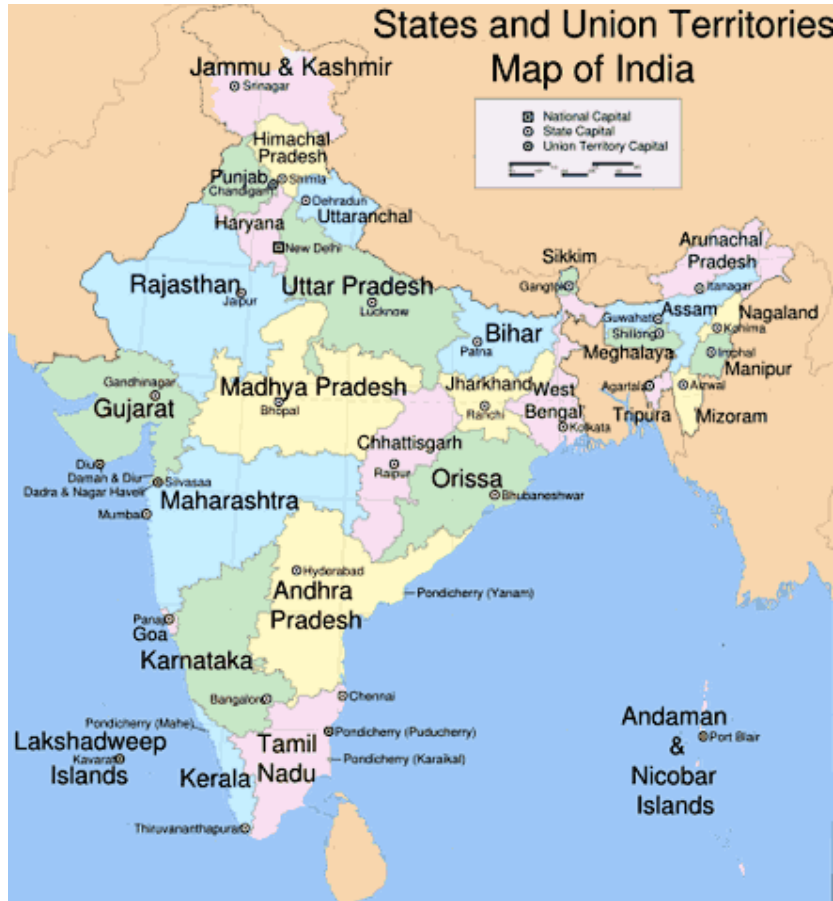 States and Union Territories
Map of India
National Capital
State Capital
Union Territory Capital
Jammu & Kashmir
Srinagar
Himachal
Pradesh
Punjab
Simla
Chandigarh
Dehradun
Uttaranchal
Haryana
New Delhi
Rajasthan
Jaipur
Uttar Pradesh
Lucknow
Sikkim
Gangtok
Arunachal
Pradesh
Itanagar
Assam
Guwahati
Nagaland
Kohima
Shillong
Meghalaya
Imphal
Manipur
Bihar
Patna
Agartala
Tripura
Aizwal
Mizoram
Gandhinagar
Gujarat
Madhya Pradesh
Bhopal
Jharkhand
Ranchi
West
Bengal
Kolkata
Chhattisgarh
Raipur
Orissa
Bhubaneshwar
Diu
Daman & Diu
Dadra & Nagar Haveli
Silvasaa
Maharashtra
Mumbai
Hyderabad
Andhra
Pradesh
Pondicherry (Yanam)
Panaji
Goa
Karnataka
Bangalore
Chennai
Pondicherry (Mahe)
Lakshadweep
Islands
Kavarati
Kerala
Tamil
Nadu
Pondicherry (Puducherry)
Pondicherry (Karaikal)
Thiruvananthapuram
Andaman
&
Nicobar
Islands
Port Blair